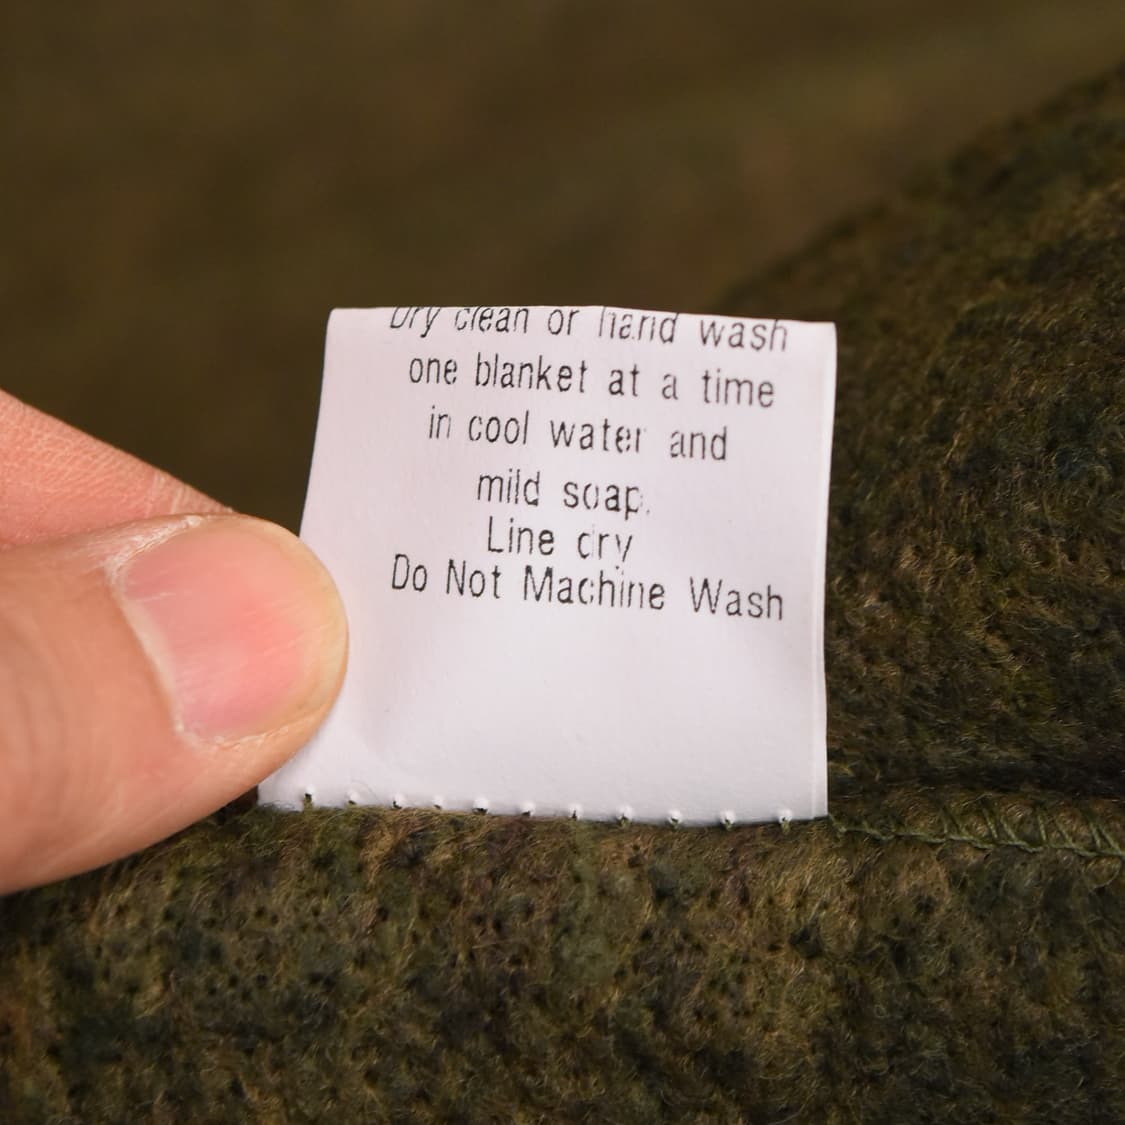 Dry clean or hand wash
one blanket at a time
in cool water and
mild soap.
Line dry
Do Not Machine Wash